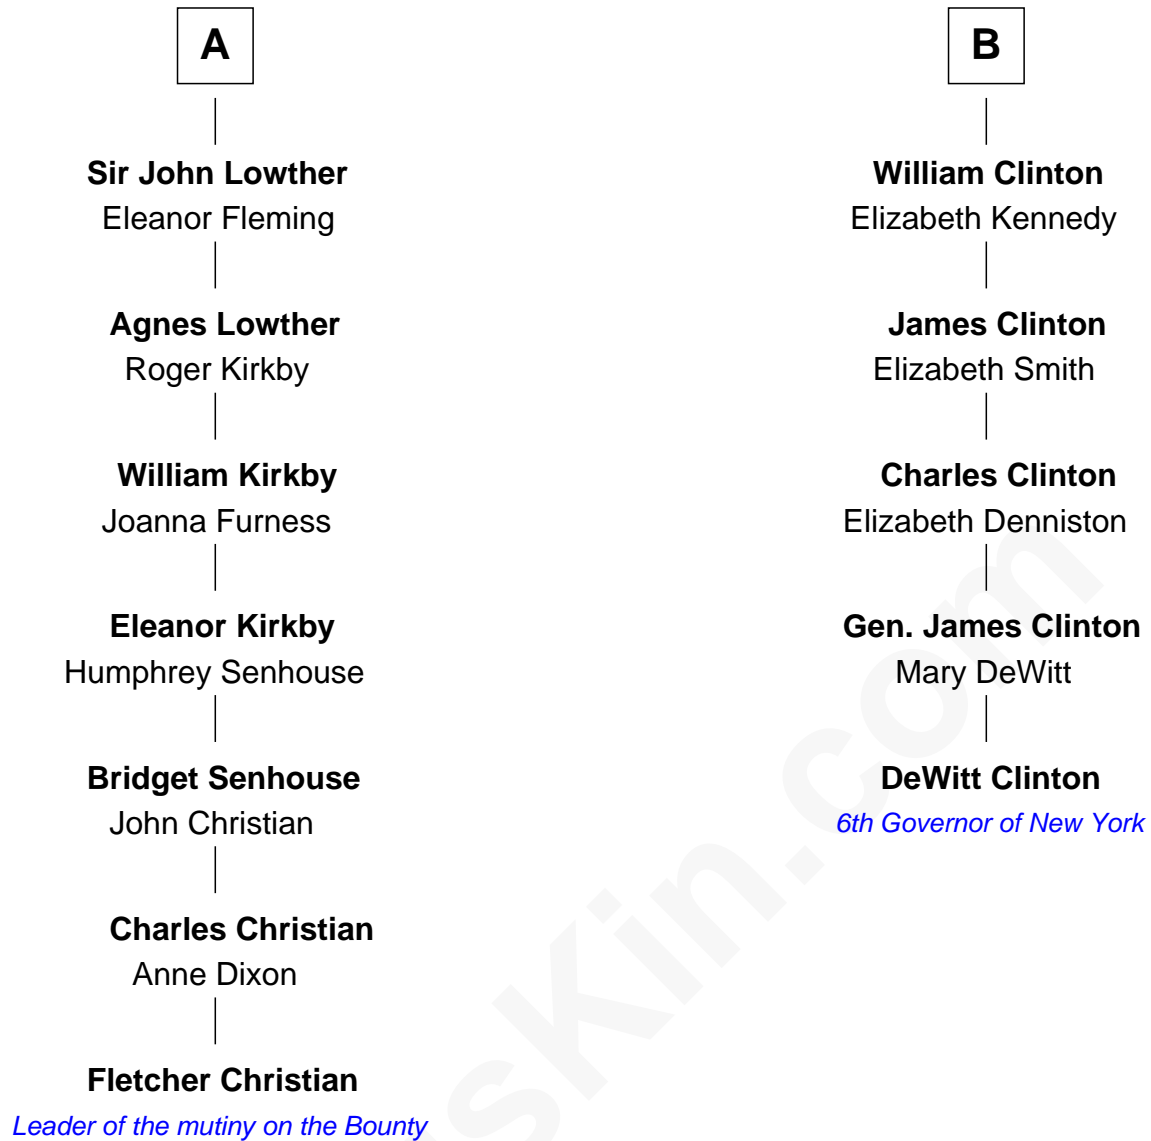 A
Sir John Lowther
Eleanor Fleming
Agnes Lowther
Roger Kirkby
William Kirkby
Joanna Furness
Eleanor Kirkby
Humphrey Senhouse
Bridget Senhouse
John Christian
Charles Christian
Anne Dixon
Fletcher Christian
Leader of the mutiny on the Bounty
B
William Clinton
Elizabeth Kennedy
James Clinton
Elizabeth Smith
Charles Clinton
Elizabeth Denniston
Gen. James Clinton
Mary DeWitt
DeWitt Clinton
6th Governor of New York
sKin.com